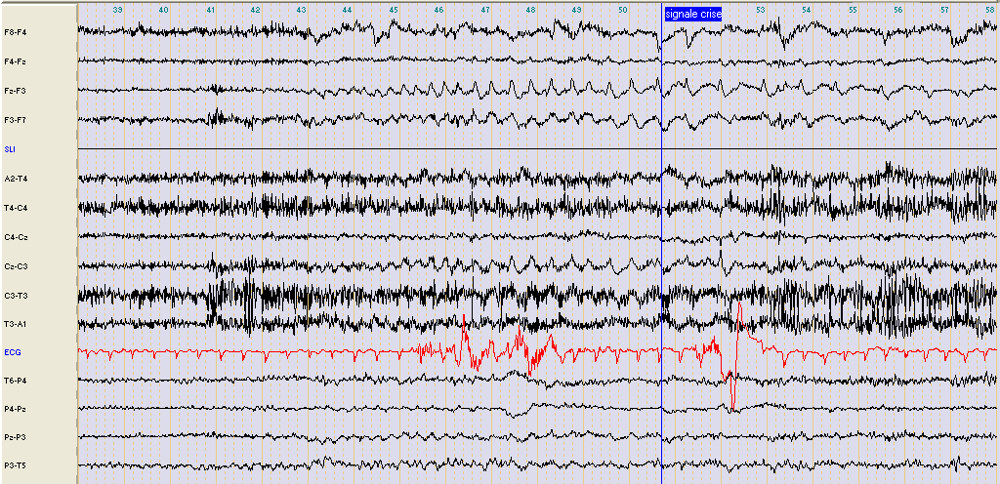 39 40 41 42 43 44 45 46 47 48 49 50 53 54 55 56 57 58
signale crise
F8-F4
F4-Fz
Fz-F3
F3-F7
SLI
A2-T4
T4-C4
C4-Cz
Cz-C3
C3-T3
T3-A1
ECG
T6-P4
P4-Pz
Pz-P3
P3-T5